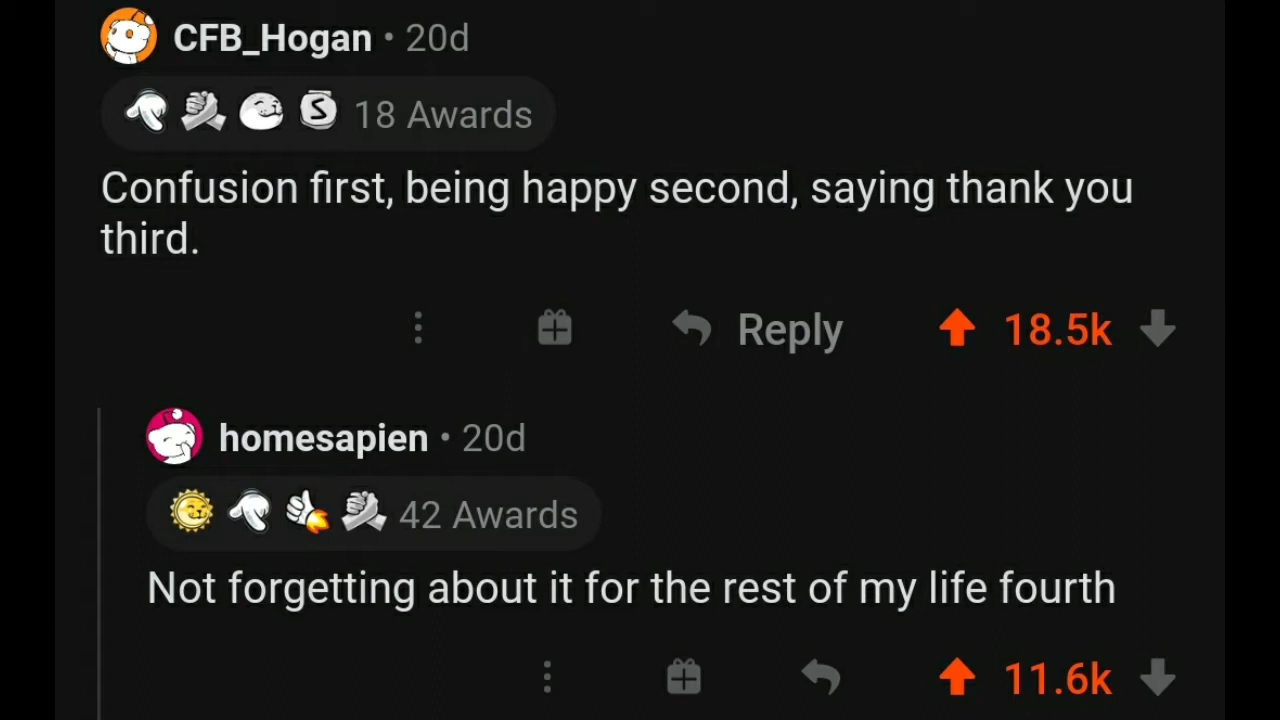 CFB_Hogan • 20d
18 Awards
Confusion first, being happy second, saying thank you
third.
Reply 18.5k
homesapien • 20d
42 Awards
Not forgetting about it for the rest of my life fourth
11.6k